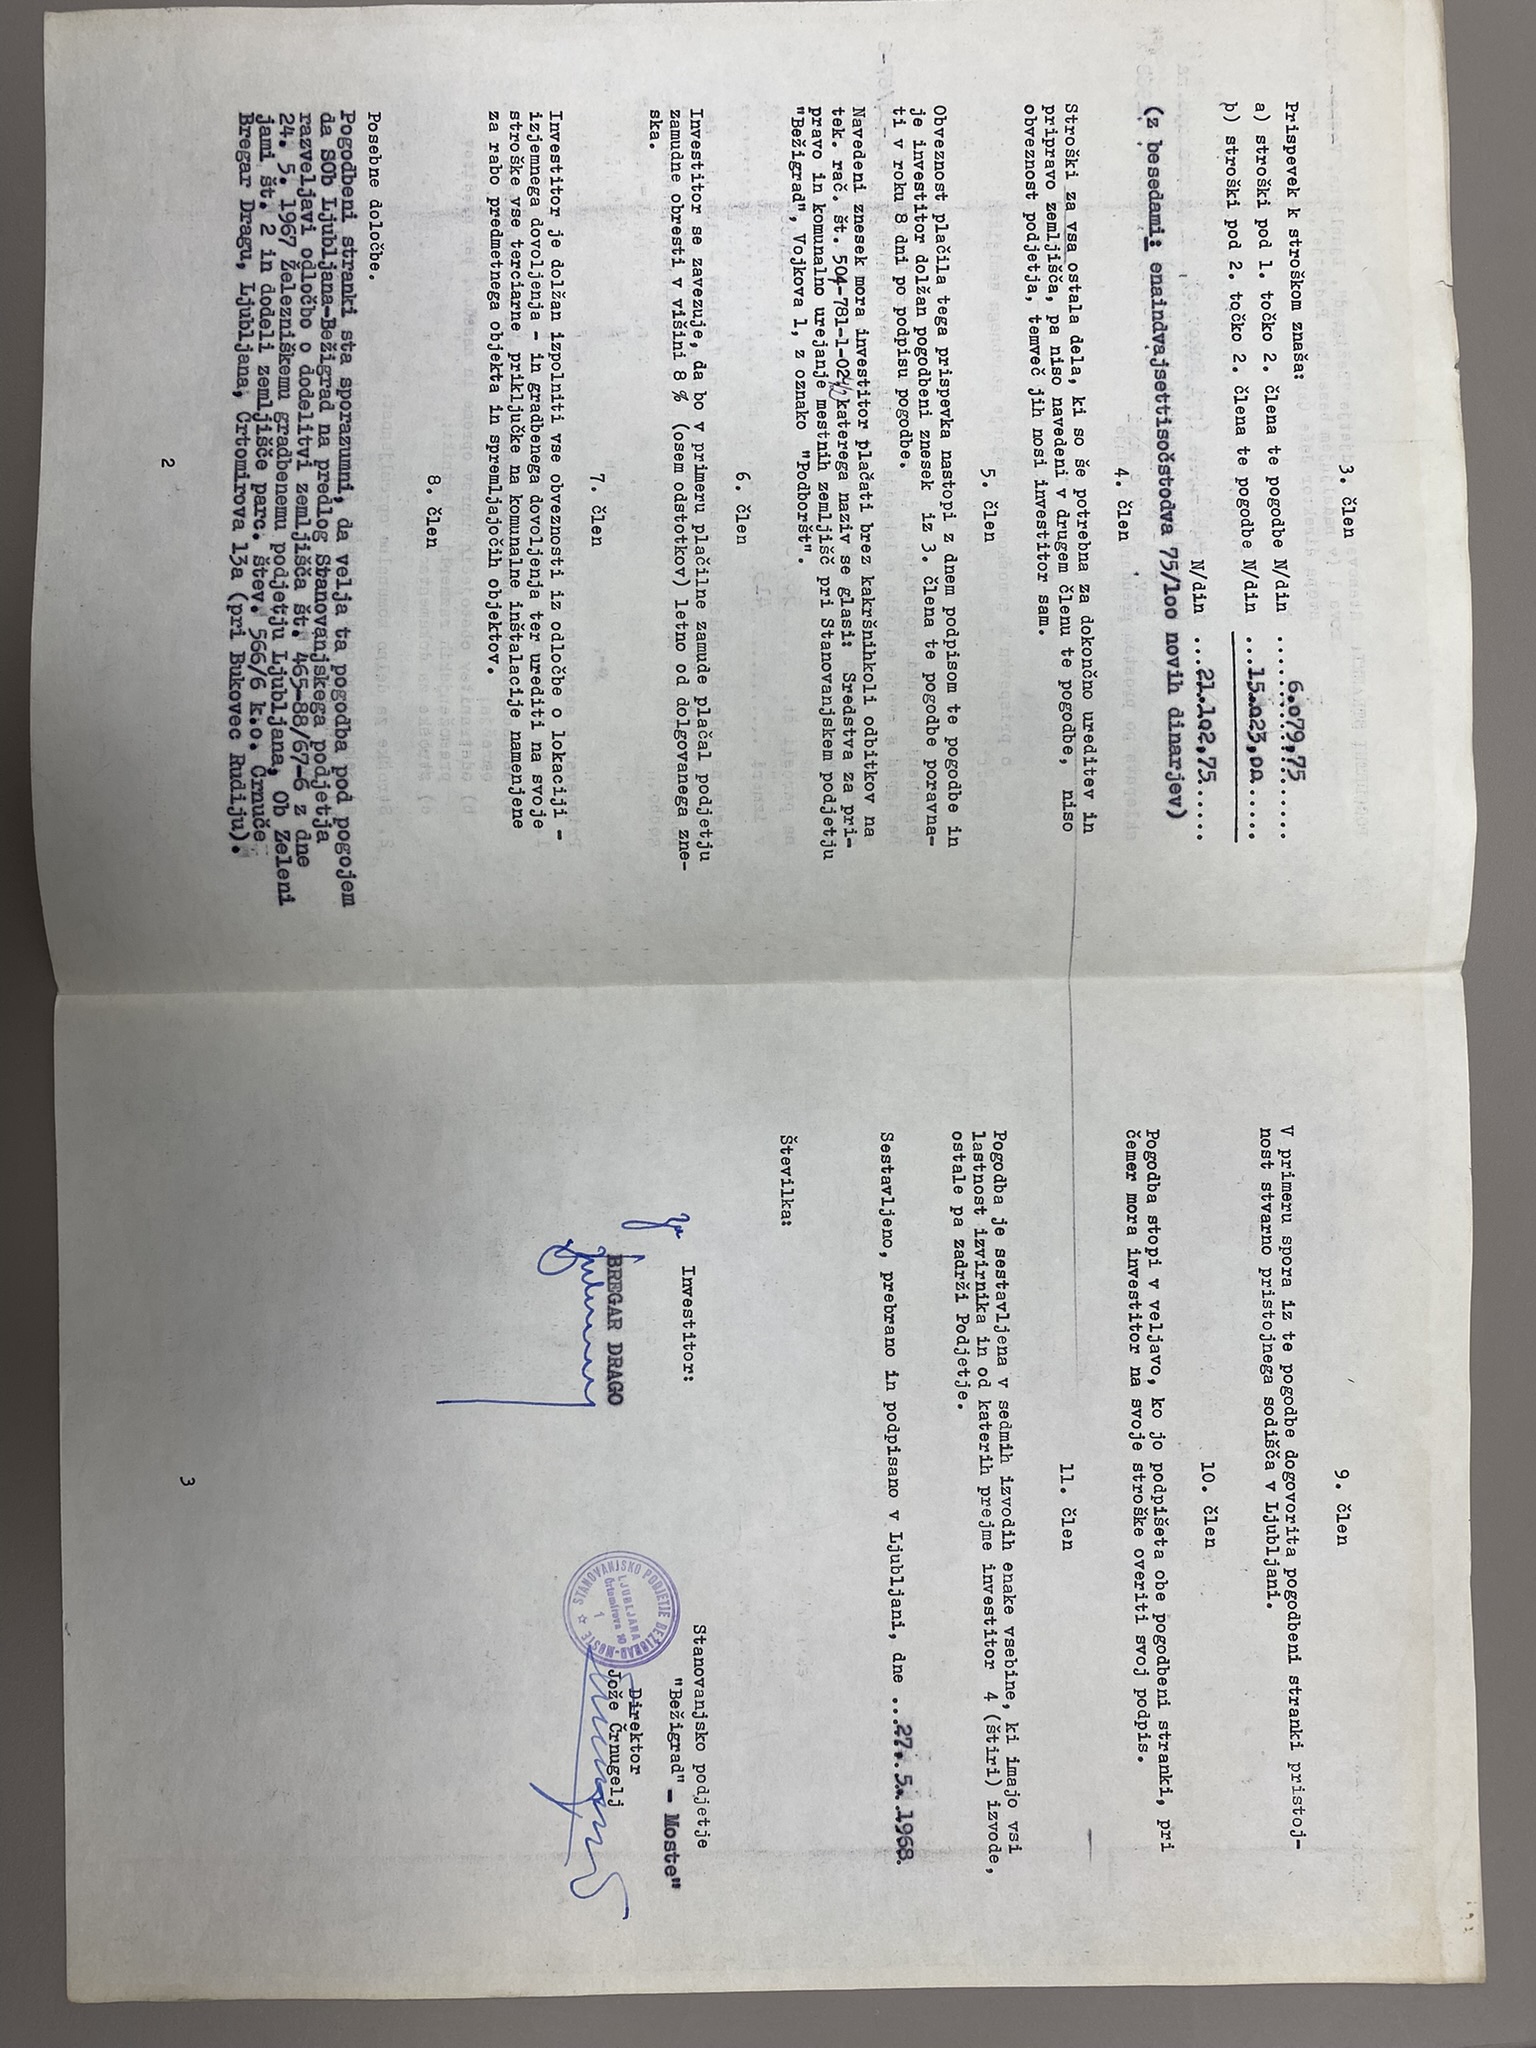 3. člen
Prispevek k stroškom znaša:
a) stroški pod 1. točko 2. člena te pogodbe N/din ...6.079,75......
b) stroški pod 2. točko 2. člena te pogodbe N/din ...15.023,00.....
N/din ...21.102,75.....
(z besedami: enaindvajsettisočstodva 75/100 novih dinarjev)
4. člen
Stroški za vsa ostala dela, ki so še potrebna za dokončno ureditev in
pripravo zemljišča, pa niso navedeni v drugem členu te pogodbe, niso
obveznost podjetja, temveč jih nosi investitor sam.
5. člen
Obveznost plačila tega prispevka nastopi z dnem podpisom te pogodbe in
je investitor dolžan pogodbeni znesek iz 3. člena te pogodbe poravna-
ti v roku 8 dni po podpisu pogodbe.
Navedeni znesek mora investitor plačati brez kakršnihkoli odbitkov na
tek. rač. št. 504-781-1-024/2 katerega naziv se glasi: Sredstva za pri-
pravo in komunalno urejanje mestnih zemljišč pri Stanovanjskem podjetju
"Bežigrad", Vojkova 1, z oznako "Podboršt".
6. člen
Investitor se zavezuje, da bo v primeru plačilne zamude plačal podjetju
zamudne obresti v višini 8 % (osem odstotkov) letno od dolgovanega zne-
ska.
7. člen
Investitor je dolžan izpolniti vse obveznosti iz odločbe o lokaciji -
izjemnega dovoljenja - in gradbenega dovoljenja ter urediti na svoje
stroške vse terciarne priključke na komunalne inštalacije namenjene
za rabo predmetnega objekta in spremljajočih objektov.
8. člen
Posebne določbe.
Pogodbeni stranki sta sporazumni, da velja ta pogodba pod pogojem
da SOb Ljubljana-Bežigrad na predlog Stanovanjskega podjetja
razveljavi odločbo o dodelitvi zemljišča št. 465-88/67-6 z dne
24. 5. 1967 Železniškemu gradbenemu podjetju Ljubljana, Ob Zeleni
jami št. 2 in dodeli zemljišče parc. štev. 566/6 k.o. Črnuče
Bregar Dragu, Ljubljana, Črtomirova 13a (pri Bukovec Rudiju).
2
9. člen
V primeru spora iz te pogodbe dogovorita pogodbeni stranki pristoj-
nost stvarno pristojnega sodišča v Ljubljani.
10. člen
Pogodba stopi v veljavo, ko jo podpišeta obe pogodbeni stranki, pri
čemer mora investitor na svoje stroške overiti svoj podpis.
11. člen
Pogodba je sestavljena v sedmih izvodih enake vsebine, ki imajo vsi
lastnost izvirnika in od katerih prejme investitor 4 (štiri) izvode,
ostale pa zadrži Podjetje.
Sestavljeno, prebrano in podpisano v Ljubljani, dne ...27. 5. 1968.
Številka:
Investitor:
za BREGAR DRAGO
Stanovanjsko podjetje
"Bežigrad" - Moste"
Direktor
Jože Črnugelj
STANOVANJSKO PODJETJE BEŽIGRAD-MOSTE
LJUBLJANA
Črtomirova 10
1
3